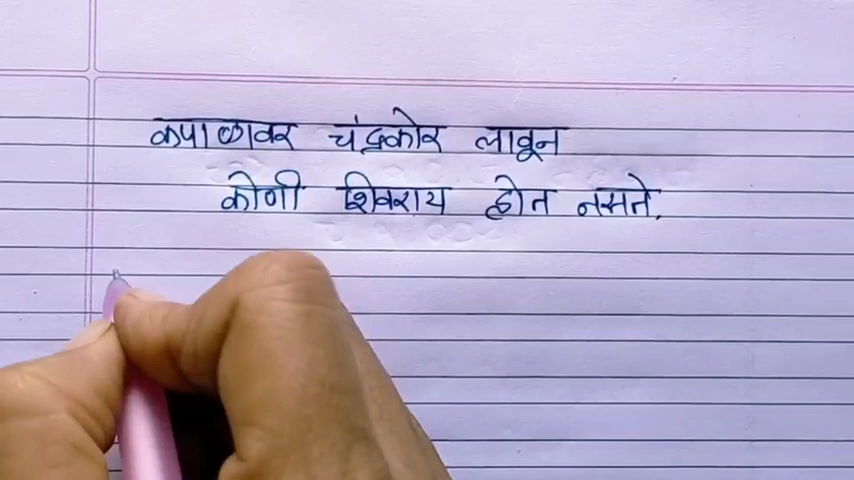 कपाळावर चंद्रकोर लावून
कोणी शिवराय होत नसते.